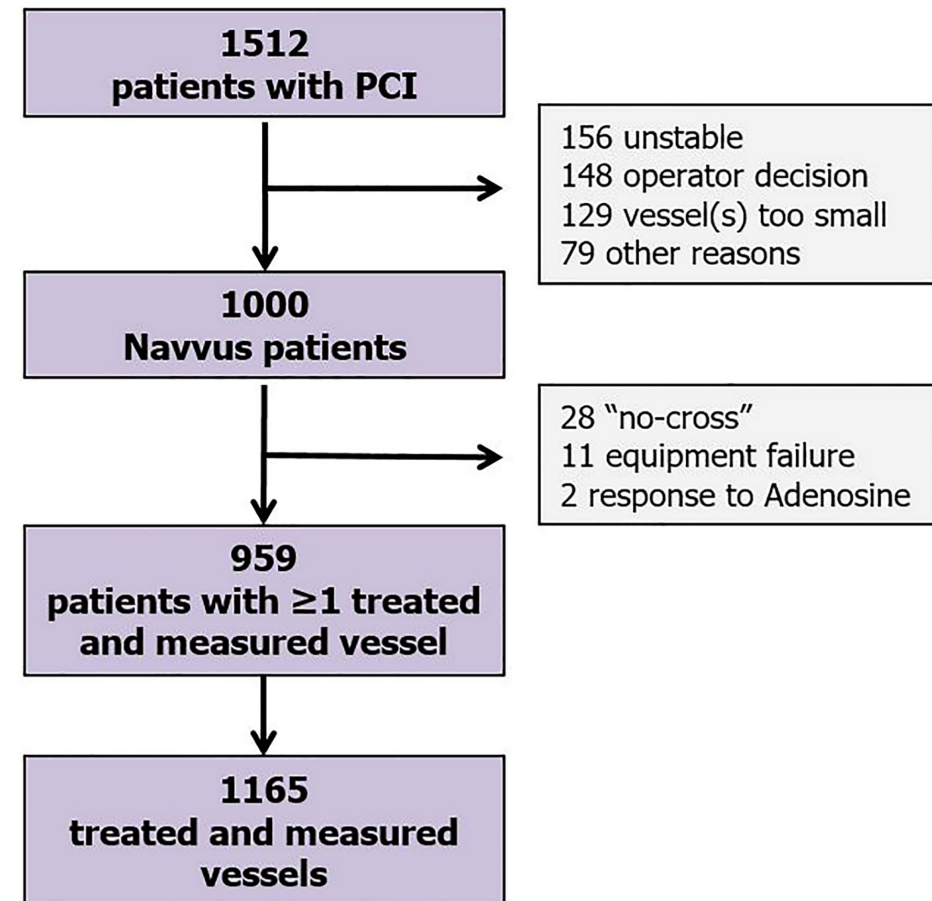 1512
patients with PCI
156 unstable
148 operator decision
129 vessel(s) too small
79 other reasons
1000
Navvus patients
28 “no-cross”
11 equipment failure
2 response to Adenosine
959
patients with ≥1 treated
and measured vessel
1165
treated and measured
vessels